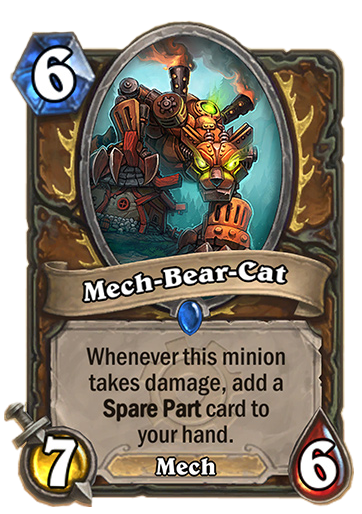 6
Mech-Bear-Cat
Whenever this minion
takes damage, add a
Spare Part card to
your hand.
7
Mech
6